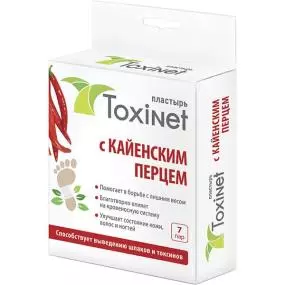 пластырь
Toxinet
с КАЙЕНСКИМ
ПЕРЦЕМ
• Помогает в борьбе с лишним весом
• Благотворно влияет
на кровеносную систему
• Улучшает состояние кожи,
волос и ногтей
7
пар
Способствует выведению шлаков и токсинов
пластырь
Toxinet